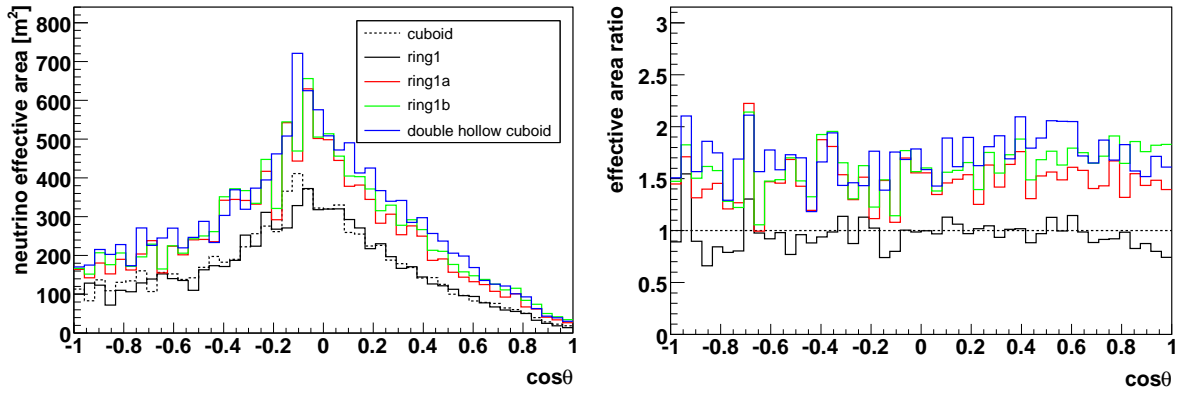 neutrino effective area [m²]
800
700
600
500
400
300
200
100
0
-1 -0.8 -0.6 -0.4 -0.2 0 0.2 0.4 0.6 0.8 1
cosθ
cuboid
ring1
ring1a
ring1b
double hollow cuboid
effective area ratio
3
2.5
2
1.5
1
0.5
0
-1 -0.8 -0.6 -0.4 -0.2 0 0.2 0.4 0.6 0.8 1
cosθ